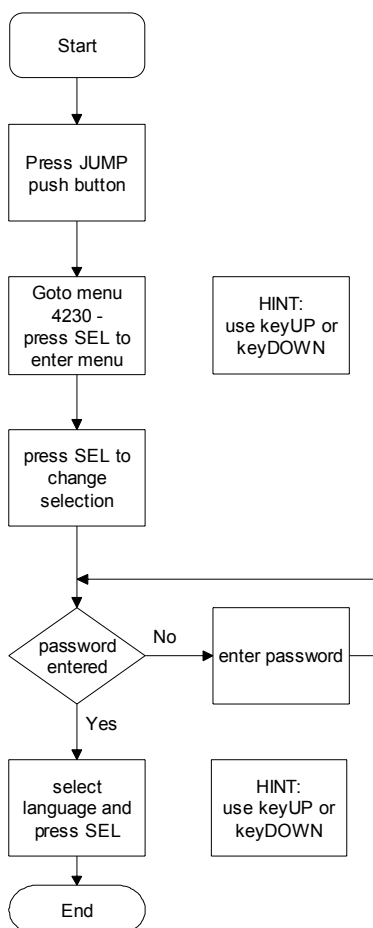 Start
Press JUMP
push button
Goto menu
4230 -
press SEL to
enter menu
HINT:
use keyUP or
keyDOWN
press SEL to
change
selection
password
entered
No
enter password
Yes
select
language and
press SEL
HINT:
use keyUP or
keyDOWN
End